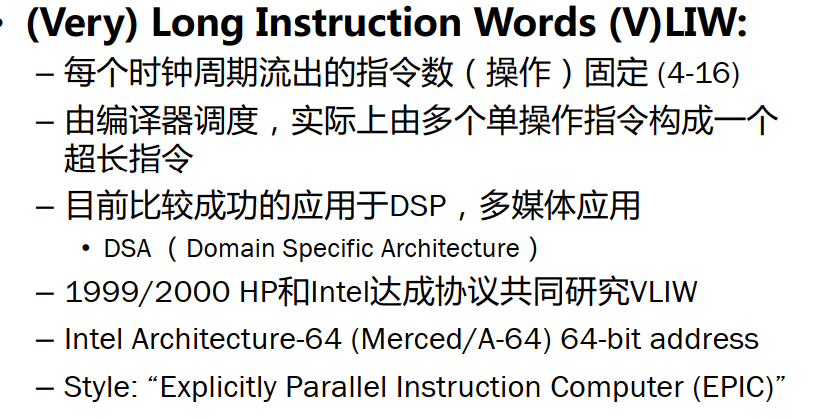 • (Very) Long Instruction Words (V)LIW:
– 每个时钟周期流出的指令数（操作）固定 (4-16)
– 由编译器调度，实际上由多个单操作指令构成一个
超长指令
– 目前比较成功的应用于DSP，多媒体应用
• DSA （Domain Specific Architecture）
– 1999/2000 HP和Intel达成协议共同研究VLIW
– Intel Architecture-64 (Merced/A-64) 64-bit address
– Style: “Explicitly Parallel Instruction Computer (EPIC)”